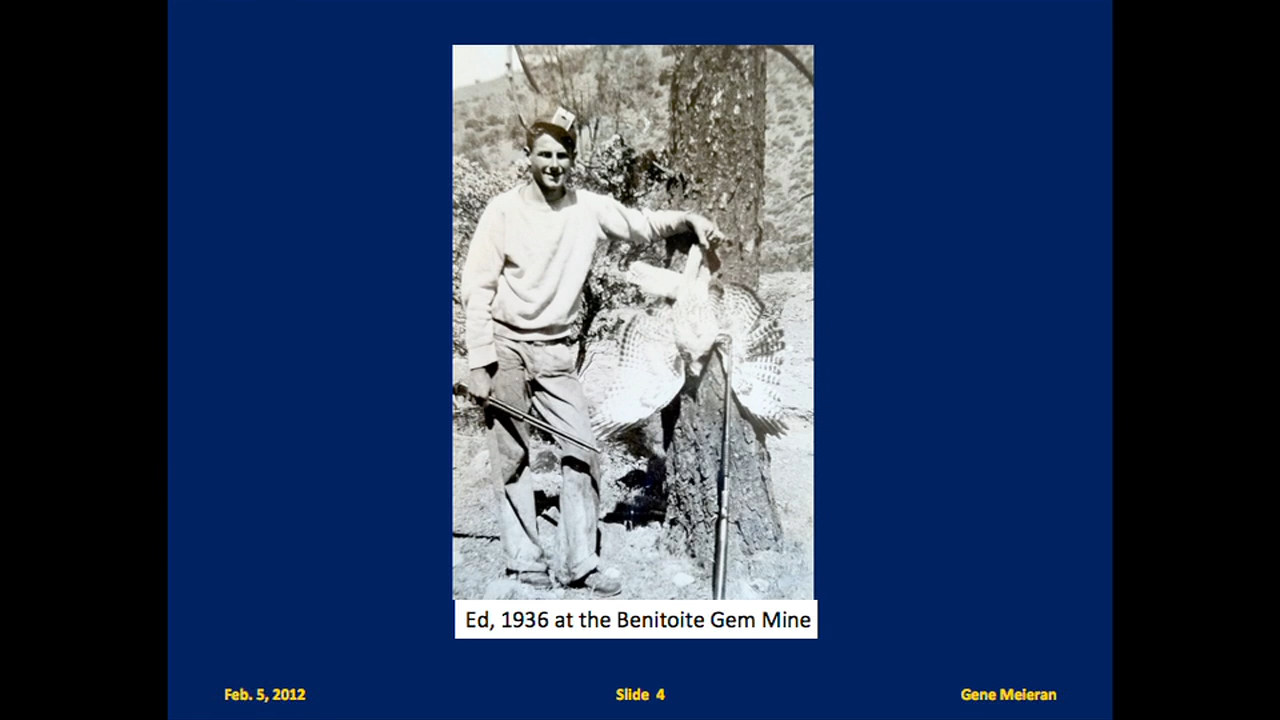 Ed, 1936 at the Benitoite Gem Mine
Feb. 5, 2012
Slide 4
Gene Meieran